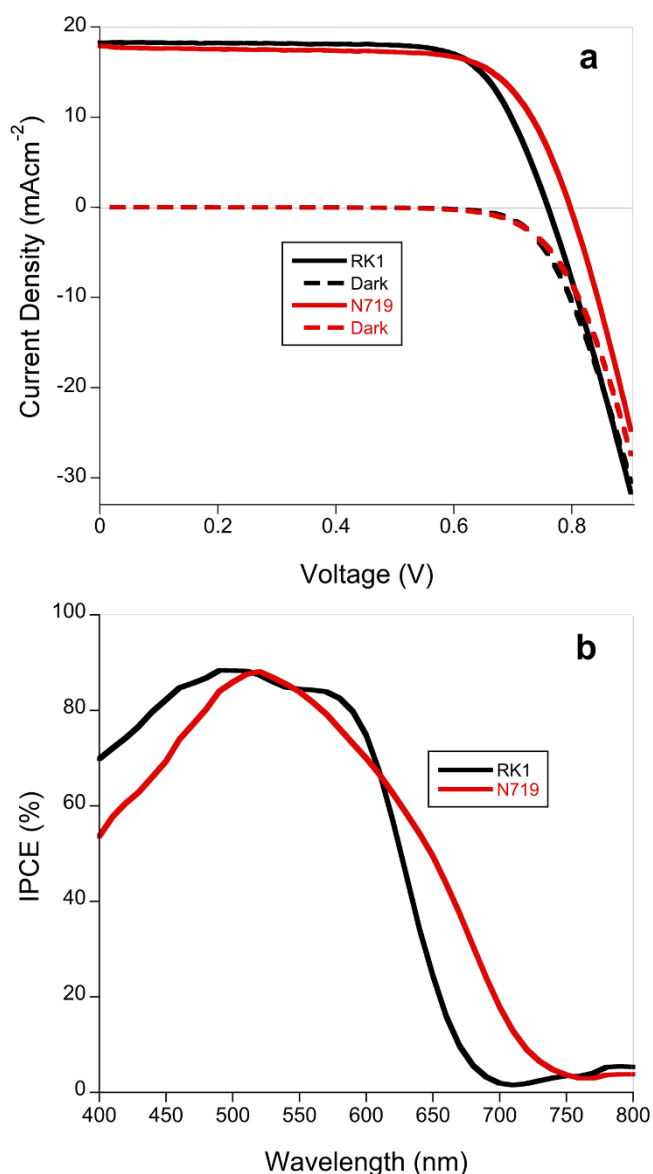 a
20
10
0
-10
-20
-30
Current Density (mAcm⁻²)
RK1
Dark
N719
Dark
0
0.2
0.4
0.6
0.8
Voltage (V)
b
100
80
60
40
20
0
IPCE (%)
RK1
N719
400
450
500
550
600
650
700
750
800
Wavelength (nm)